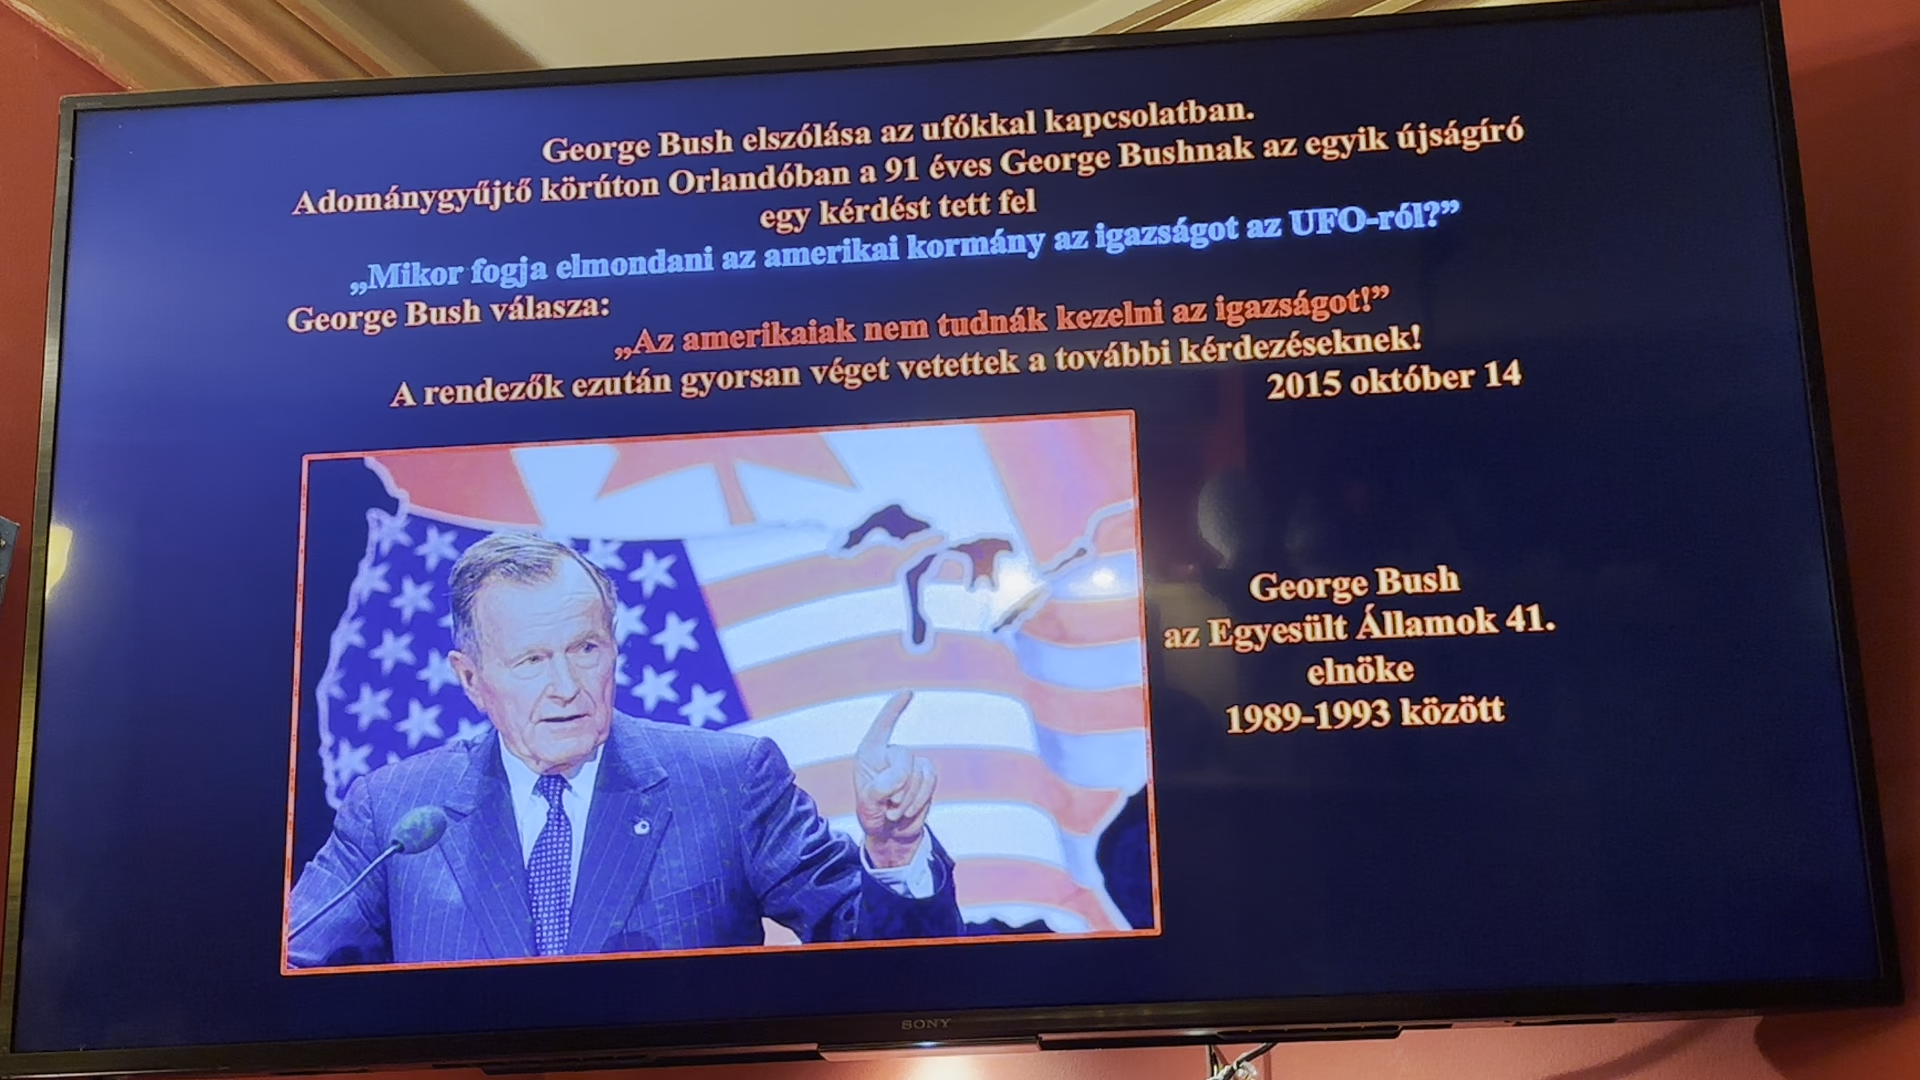 George Bush elszólása az ufókkal kapcsolatban.
Adománygyűjtő körúton Orlandóban a 91 éves George Bushnak az egyik újságíró
egy kérdést tett fel
„Mikor fogja elmondani az amerikai kormány az igazságot az UFO-ról?”
George Bush válasza:
„Az amerikaiak nem tudnák kezelni az igazságot!”
A rendezők ezután gyorsan véget vetettek a további kérdezéseknek!
2015 október 14
George Bush
az Egyesült Államok 41.
elnöke
1989-1993 között
SONY